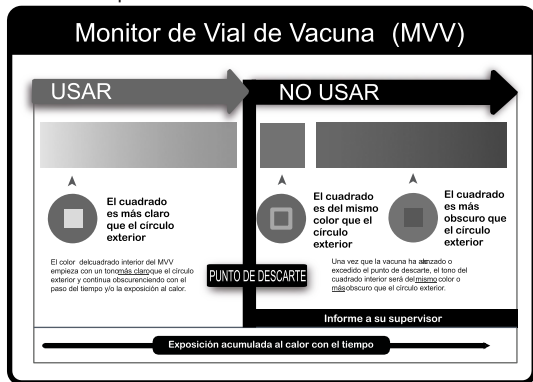 Monitor de Vial de Vacuna (MVV)
USAR
NO USAR
El cuadrado
es más claro
que el círculo
exterior
El cuadrado
es del mismo
color que el
círculo
exterior
El cuadrado
es más
obscuro que
el círculo
exterior
El color delcuadrado interior del MVV
empieza con un tono más claro que el círculo
exterior y continua obscureciendo con el
paso del tiempo y/o la exposición al calor.
PUNTO DE DESCARTE
Una vez que la vacuna ha alcanzado o
excedido el punto de descarte, el tono del
cuadrado interior será del mismo color o
más obscuro que el círculo exterior.
Informe a su supervisor
Exposición acumulada al calor con el tiempo